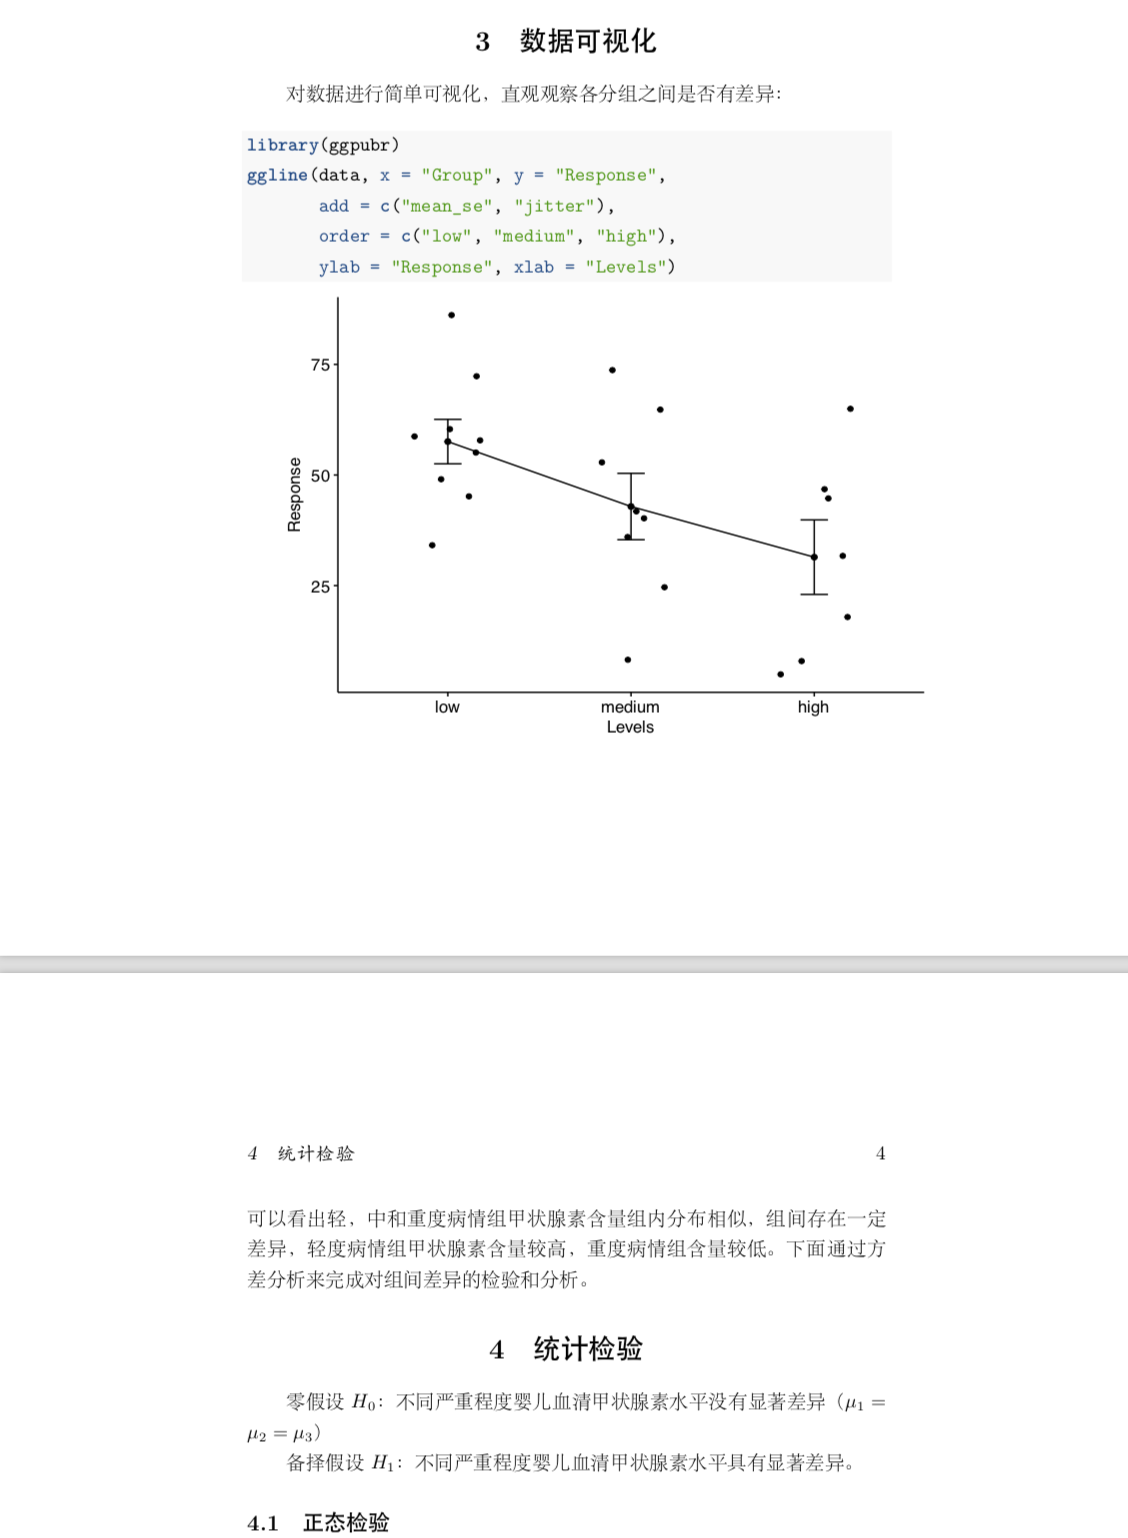 3 数据可视化
对数据进行简单可视化，直观观察各分组之间是否有差异：
library(ggpubr)
ggline(data, x = "Group", y = "Response",
add = c("mean_se", "jitter"),
order = c("low", "medium", "high"),
ylab = "Response", xlab = "Levels")
75
50
25
Response
low medium high
Levels
4 统计检验 4
可以看出轻，中和重度病情组甲状腺素含量组内分布相似，组间存在一定
差异，轻度病情组甲状腺素含量较高，重度病情组含量较低。下面通过方
差分析来完成对组间差异的检验和分析。
4 统计检验
零假设 H₀：不同严重程度婴儿血清甲状腺素水平没有显著差异（μ₁ =
μ₂ = μ₃）
备择假设 H₁：不同严重程度婴儿血清甲状腺素水平具有显著差异。
4.1 正态检验